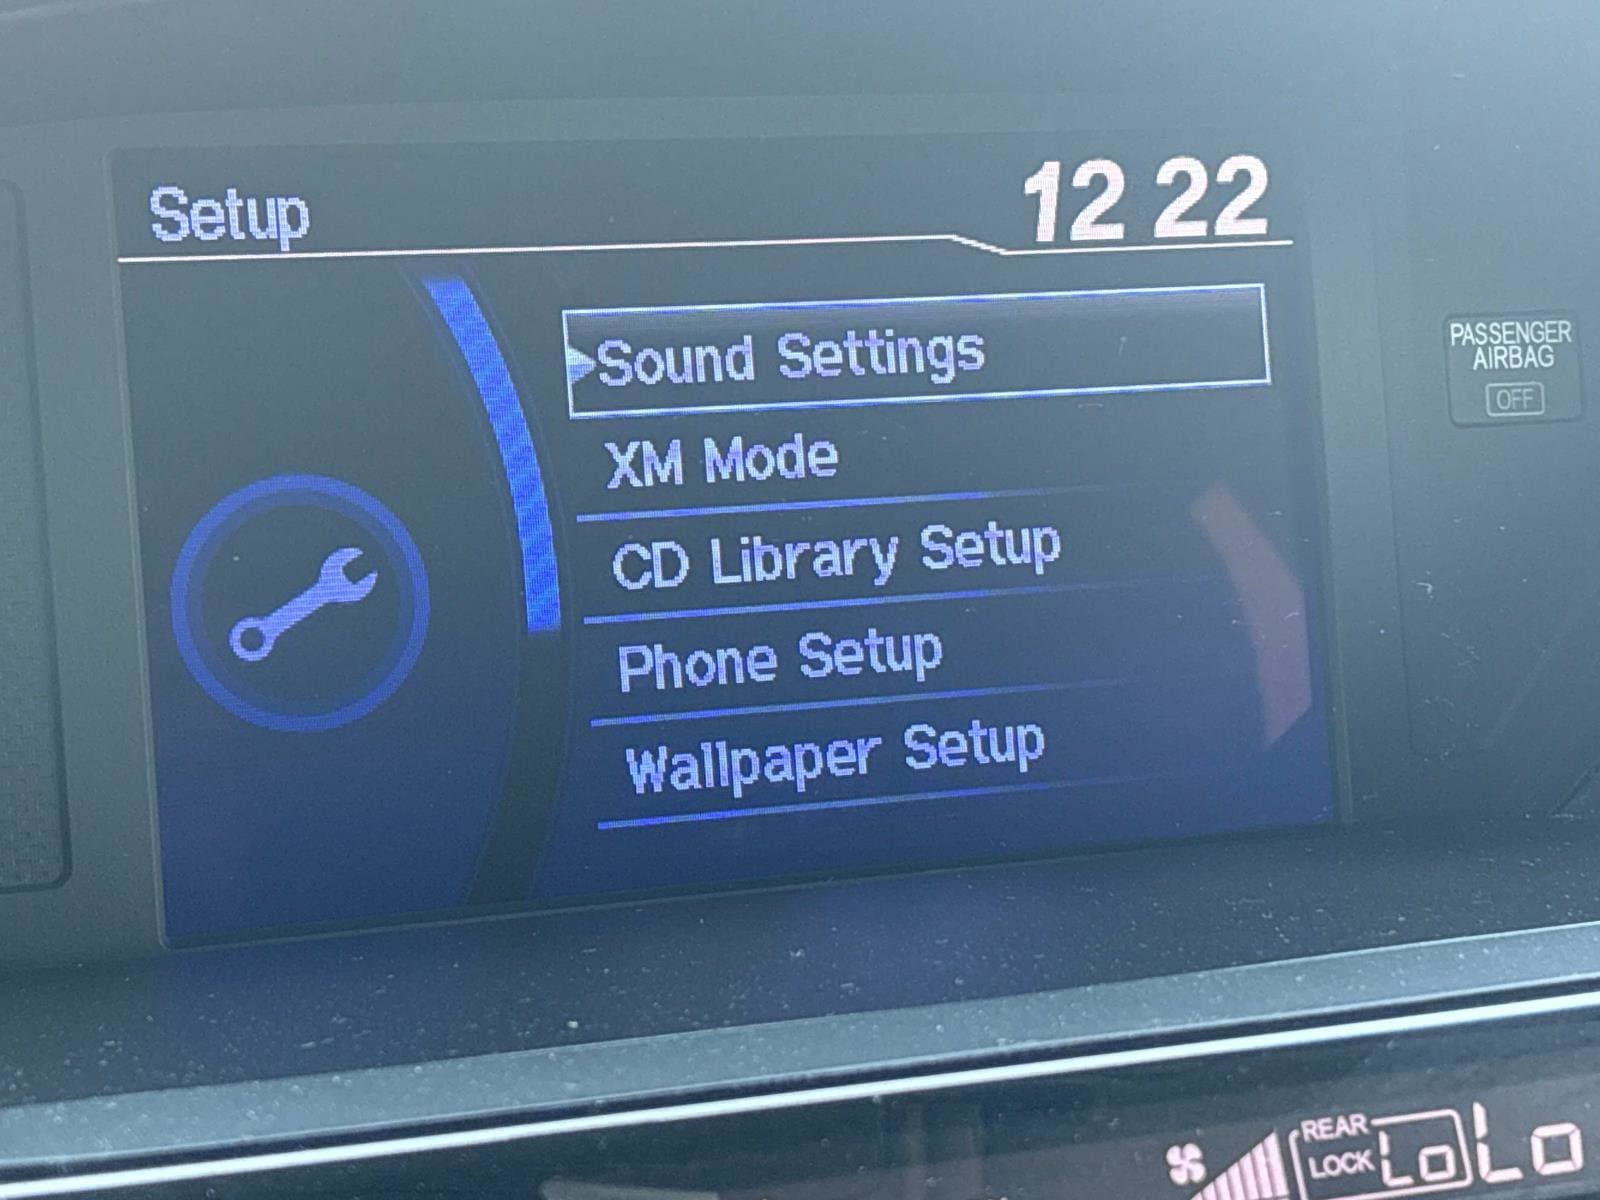 Setup
12 22
Sound Settings
XM Mode
CD Library Setup
Phone Setup
Wallpaper Setup
PASSENGER
AIRBAG
OFF
REAR
LOCK
Lo
Lo